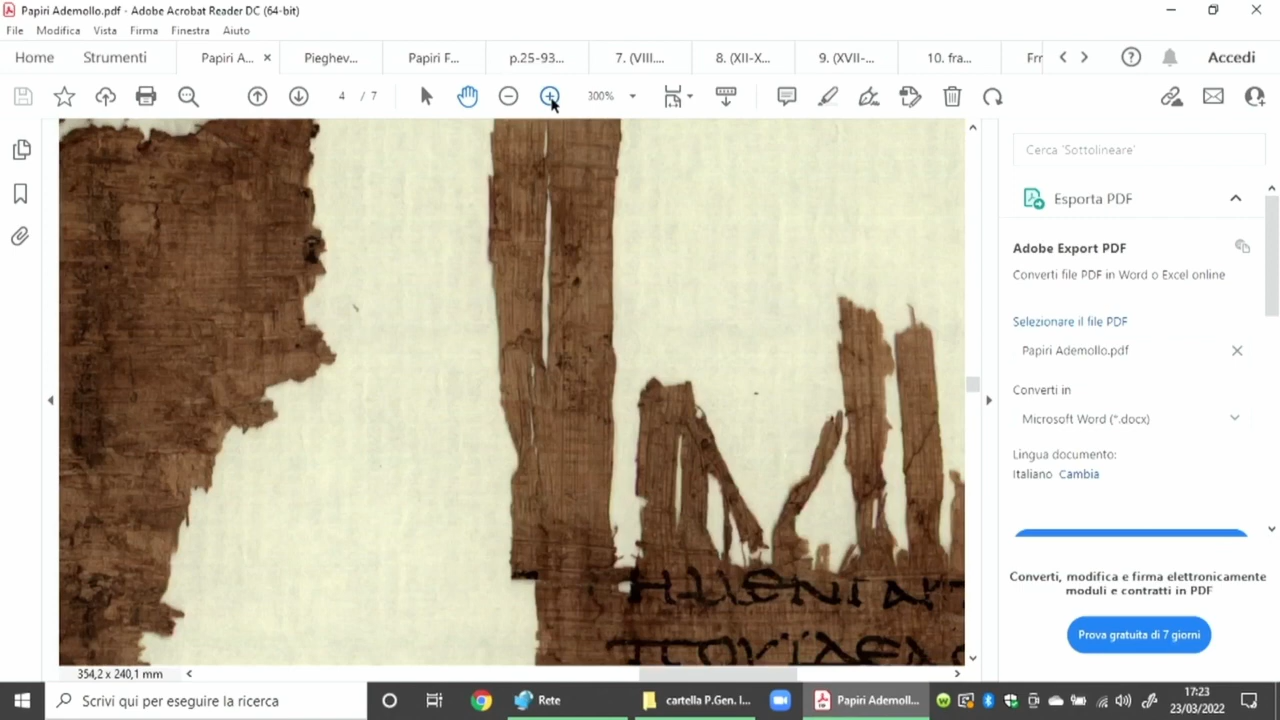 Papiri Ademollo.pdf - Adobe Acrobat Reader DC (64-bit)
File Modifica Vista Firma Finestra Aiuto
Home Strumenti Papiri A... Pieghev... Papiri F... p.25-93... 7. (VIII.... 8. (XII-X... 9. (XVII-... 10. fra... Frr Accedi
4 / 7 300%
Cerca 'Sottolineare'
Esporta PDF
Adobe Export PDF
Converti file PDF in Word o Excel online
Selezionare il file PDF
Papiri Ademollo.pdf
Converti in
Microsoft Word (*.docx)
Lingua documento:
Italiano Cambia
Converti, modifica e firma elettronicamente
moduli e contratti in PDF
Prova gratuita di 7 giorni
ΗΜΕΝΓΑΡ
ΠΟΥΔΕΛ
354,2 x 240,1 mm
Scrivi qui per eseguire la ricerca
Rete
cartella P.Gen. I...
Papiri Ademoll...
17:23
23/03/2022